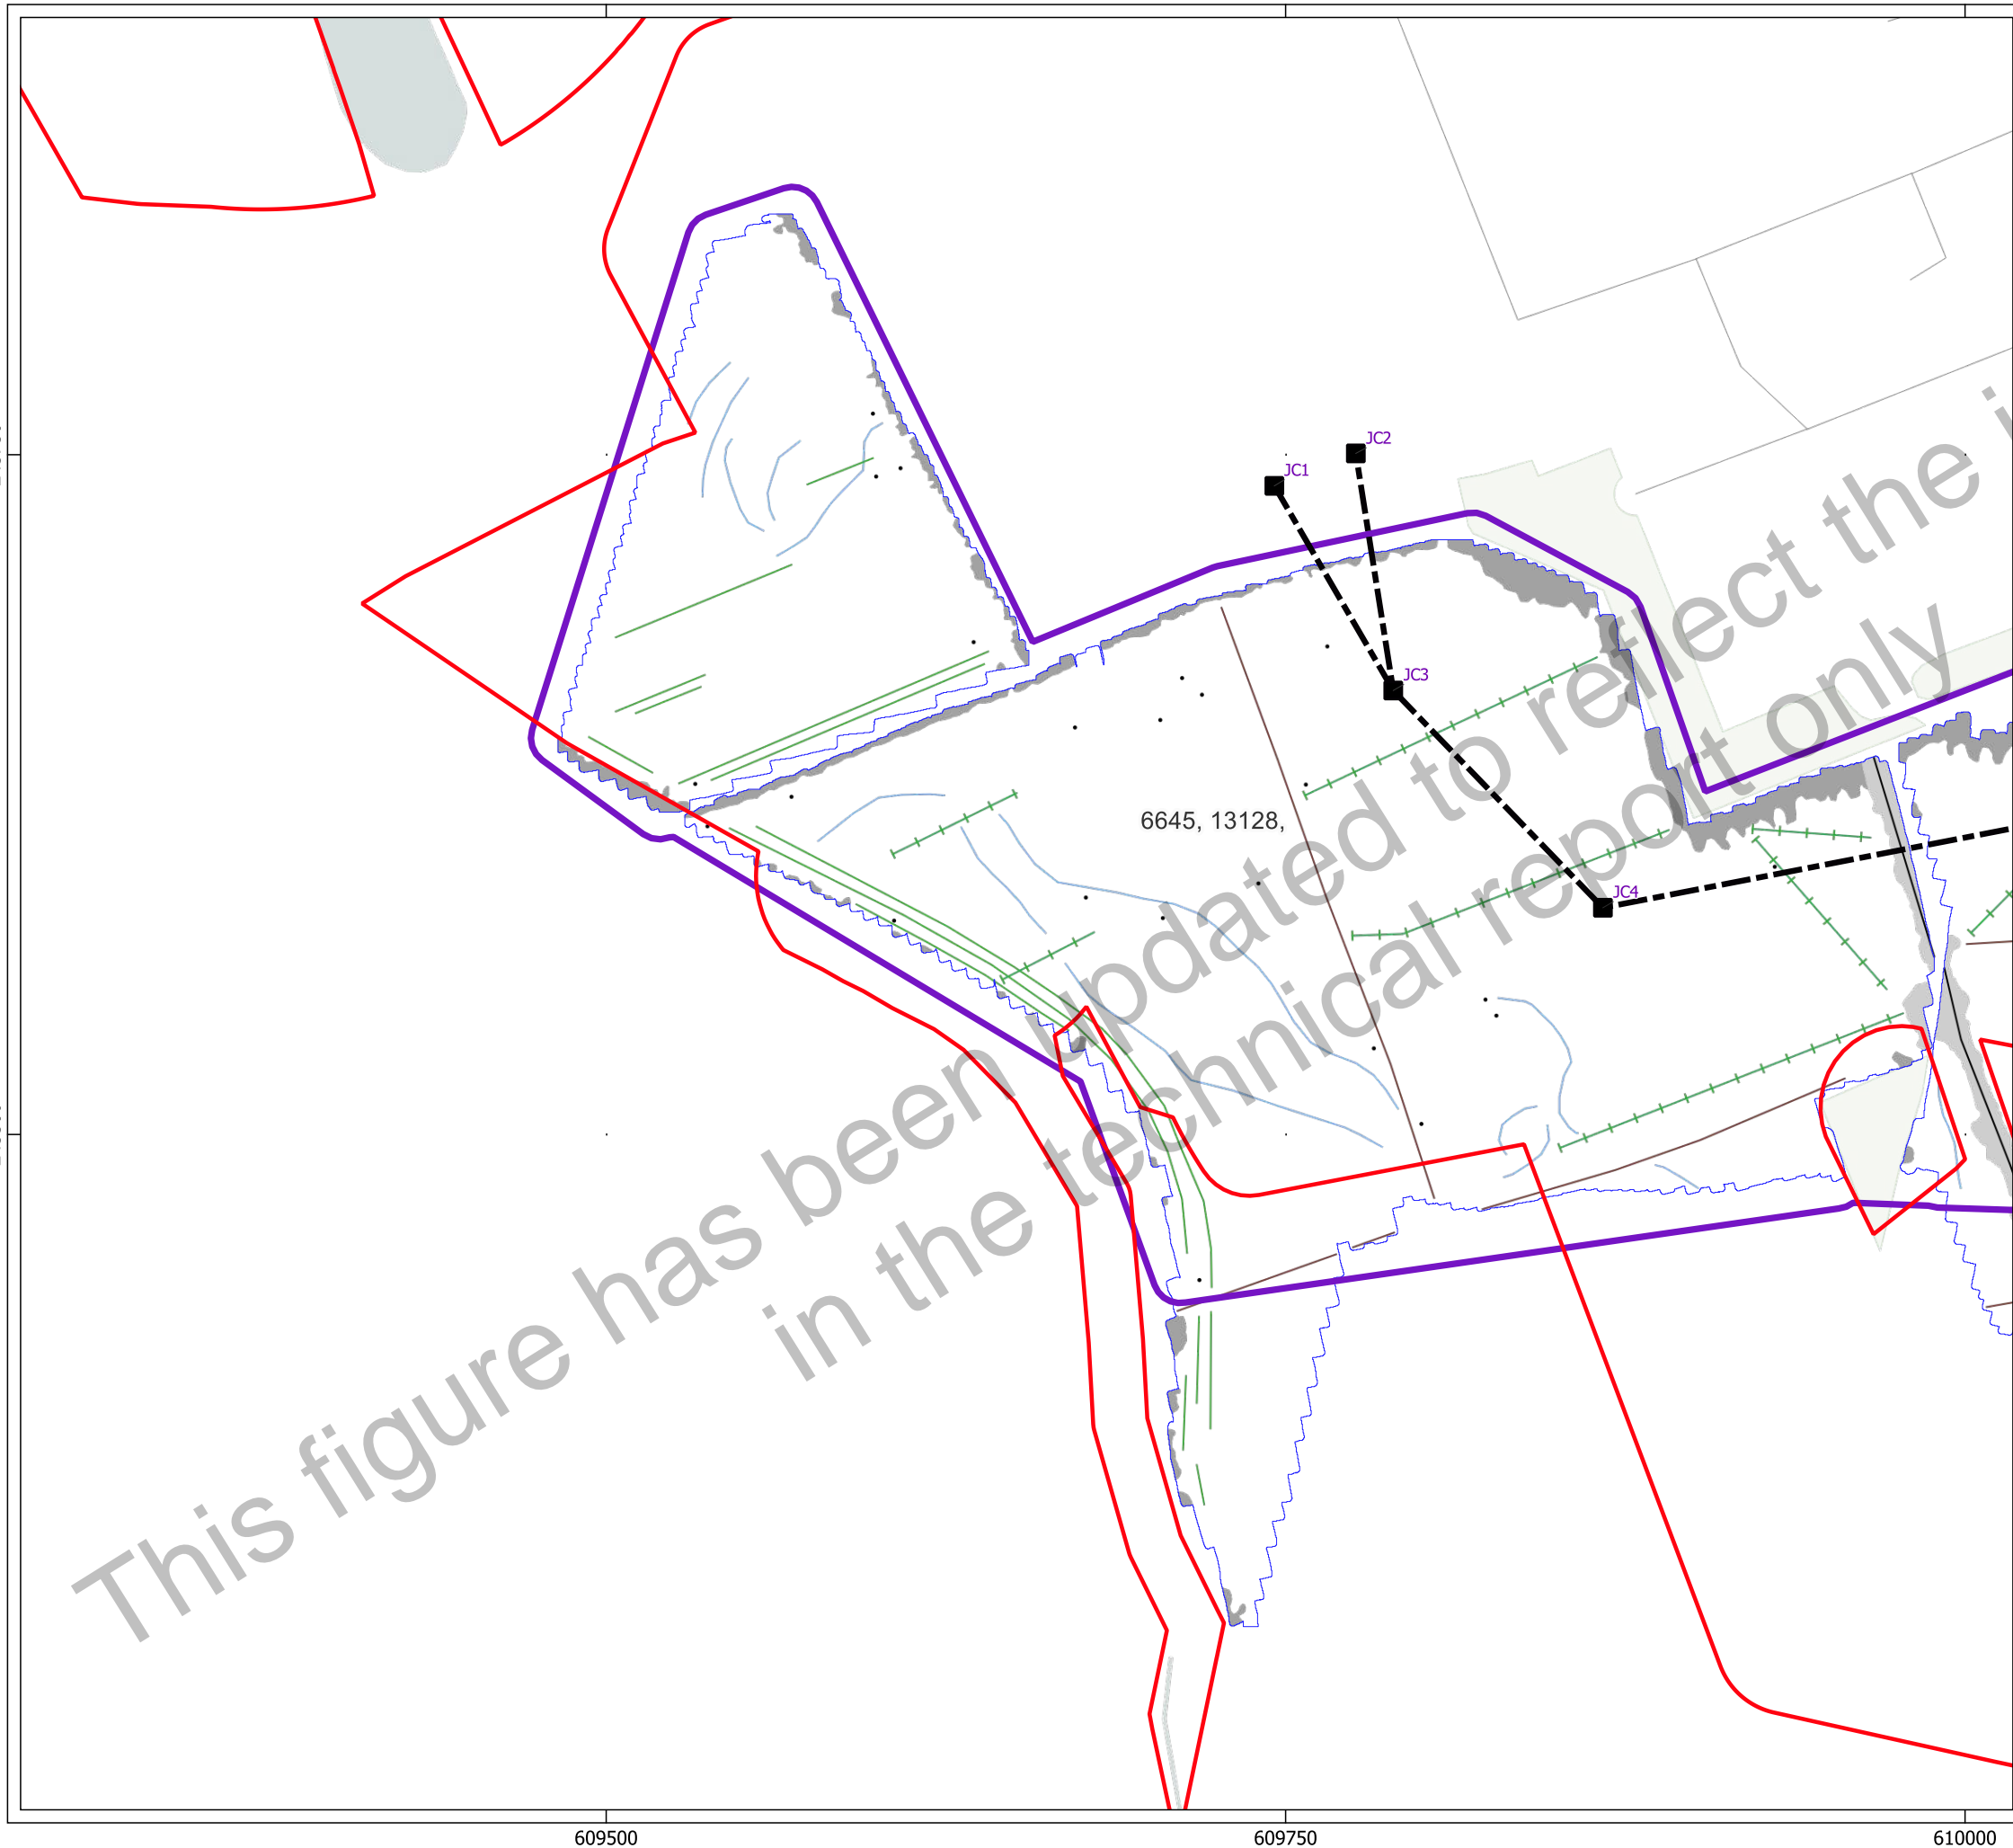 JC2
JC1
JC3
6645, 13128,
JC4
This figure has been updated to reflect the
in the technical report only
609500
609750
610000